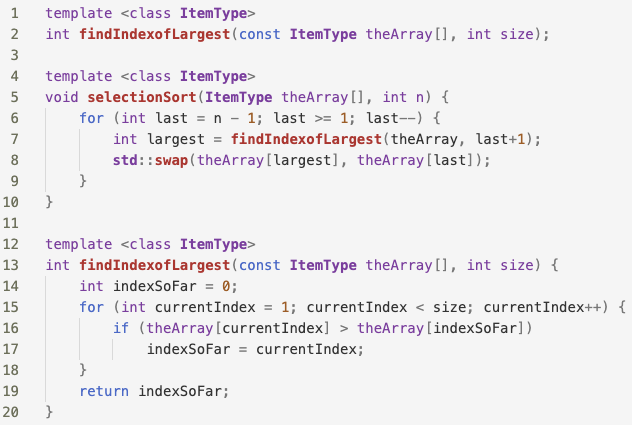 1 template <class ItemType>
2 int findIndexofLargest(const ItemType theArray[], int size);
3
4 template <class ItemType>
5 void selectionSort(ItemType theArray[], int n) {
6     for (int last = n - 1; last >= 1; last--) {
7         int largest = findIndexofLargest(theArray, last+1);
8         std::swap(theArray[largest], theArray[last]);
9     }
10 }
11
12 template <class ItemType>
13 int findIndexofLargest(const ItemType theArray[], int size) {
14     int indexSoFar = 0;
15     for (int currentIndex = 1; currentIndex < size; currentIndex++) {
16         if (theArray[currentIndex] > theArray[indexSoFar])
17             indexSoFar = currentIndex;
18     }
19     return indexSoFar;
20 }